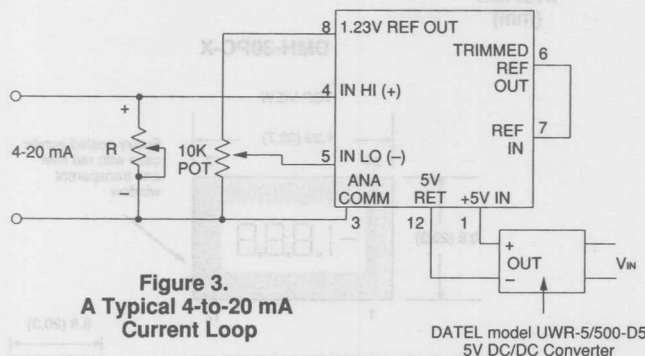 8 1.23V REF OUT
TRIMMED 6
REF
OUT
4 IN HI (+)
+
REF 7
IN
4-20 mA R 10K
POT
5 IN LO (–)
–
ANA 5V
COMM RET +5V IN
3 12 1
+
OUT VIN
–
Figure 3.
A Typical 4-to-20 mA
Current Loop
DATEL model UWR-5/500-D5
5V DC/DC Converter